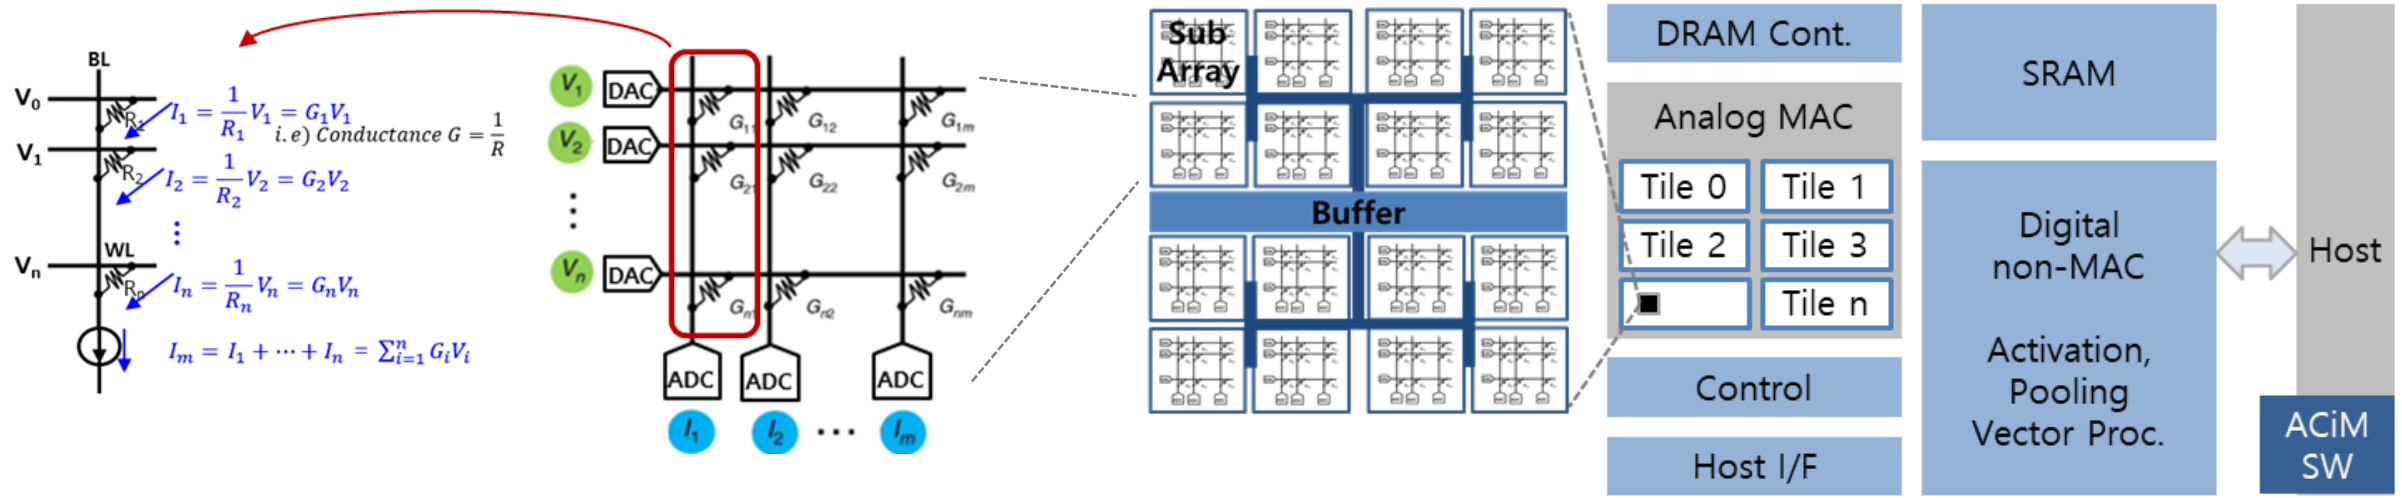 BL
V0
R1
I1 = 1/R1 V1 = G1V1
i.e) Conductance G = 1/R
V1
R2
I2 = 1/R2 V2 = G2V2
⋮
WL
Vn
Rn
In = 1/Rn Vn = GnVn
Im = I1 + ⋯ + In = ∑ni=1 GiVi
V1 DAC
G11 G12 G1m
V2 DAC
G21 G22 G2m
⋮
Vn DAC
Gn1 Gn2 Gnm
ADC ADC ADC
I1 I2 ⋯ Im
Sub
Array
Buffer
DRAM Cont.
Analog MAC
Tile 0 Tile 1
Tile 2 Tile 3
Tile n
Control
Host I/F
SRAM
Digital
non-MAC
Activation,
Pooling
Vector Proc.
Host
ACiM
SW